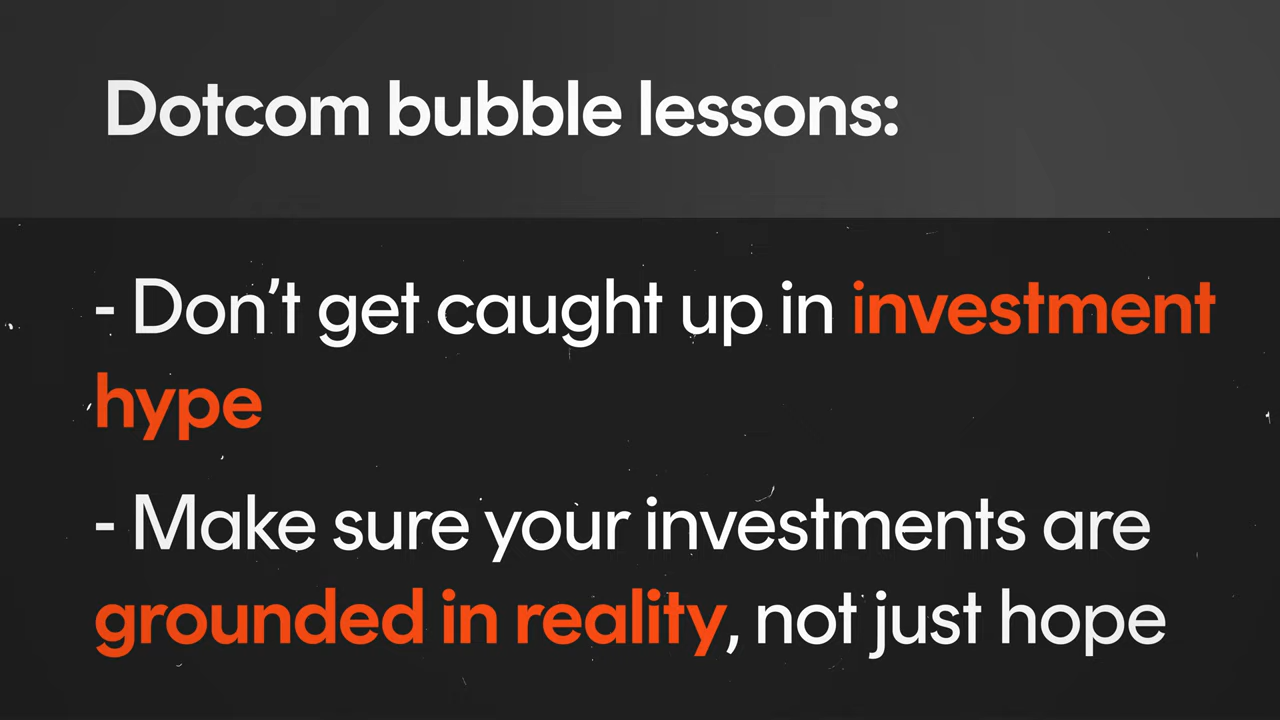 Dotcom bubble lessons:
- Don’t get caught up in investment
hype
- Make sure your investments are
grounded in reality, not just hope